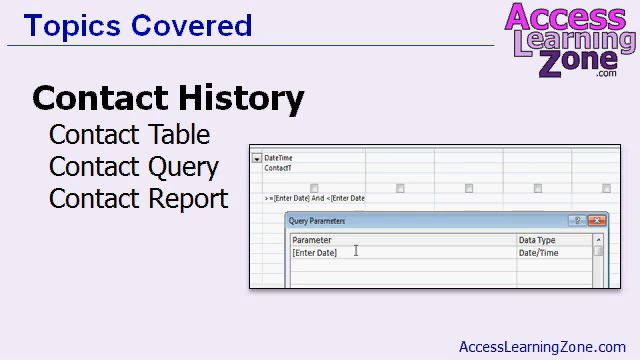 Topics Covered
Access
Learning
Zone
.com
Contact History
Contact Table
Contact Query
Contact Report
DateTime
ContactT
>=[Enter Date] And <[Enter Date
Query Parameters
Parameter
Data Type
[Enter Date]
Date/Time
AccessLearningZone.com